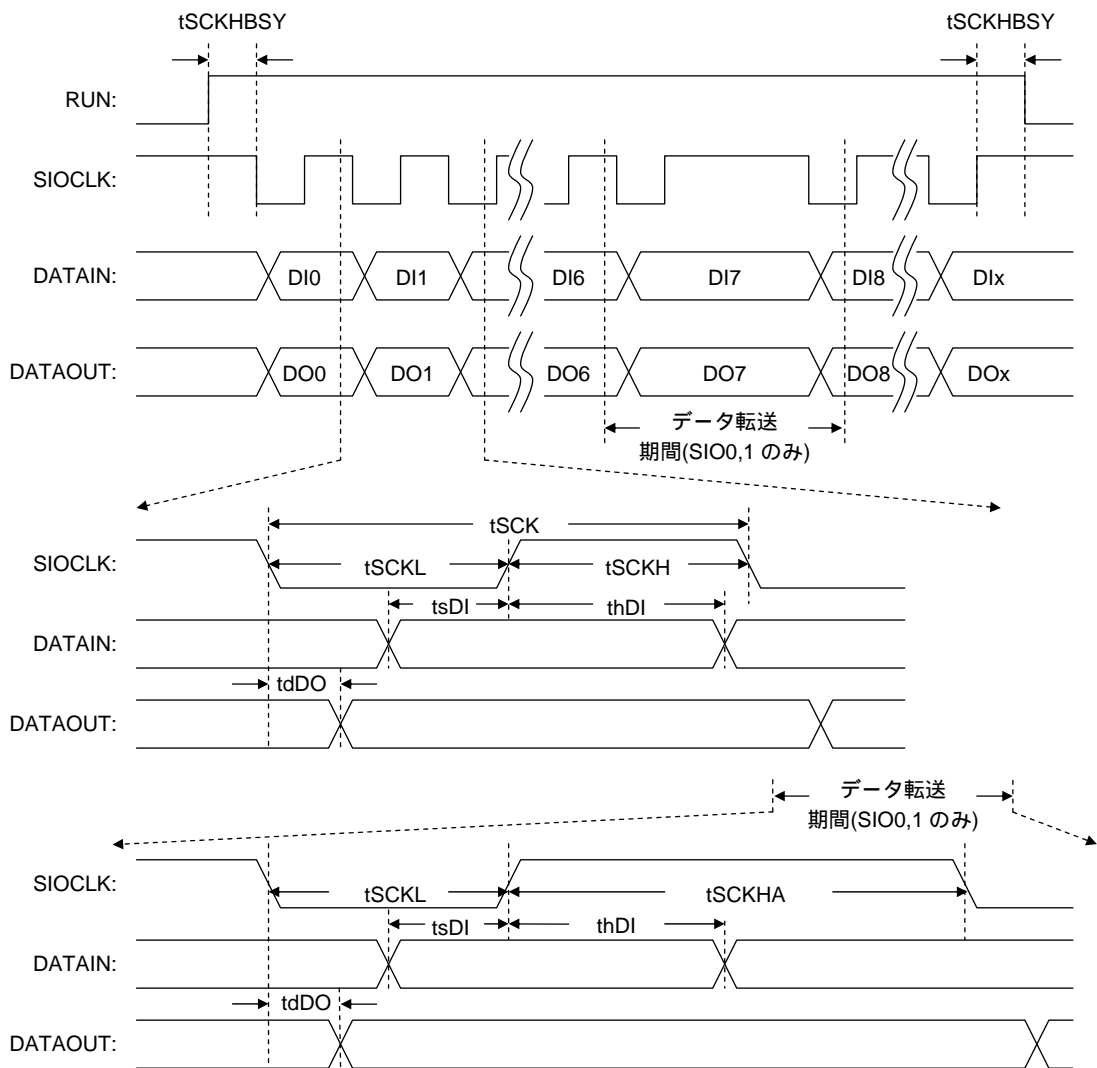 tSCKHBSY tSCKHBSY
RUN:
SIOCLK:
DATAIN: DI0 DI1 DI6 DI7 DI8 DIx
DATAOUT: DO0 DO1 DO6 DO7 DO8 DOx
データ転送
期間(SIO0,1 のみ)
tSCK
SIOCLK: tSCKL tSCKH
tsDI thDI
DATAIN:
tdDO
DATAOUT:
データ転送
期間(SIO0,1 のみ)
SIOCLK: tSCKL tSCKHA
tsDI thDI
DATAIN:
tdDO
DATAOUT: